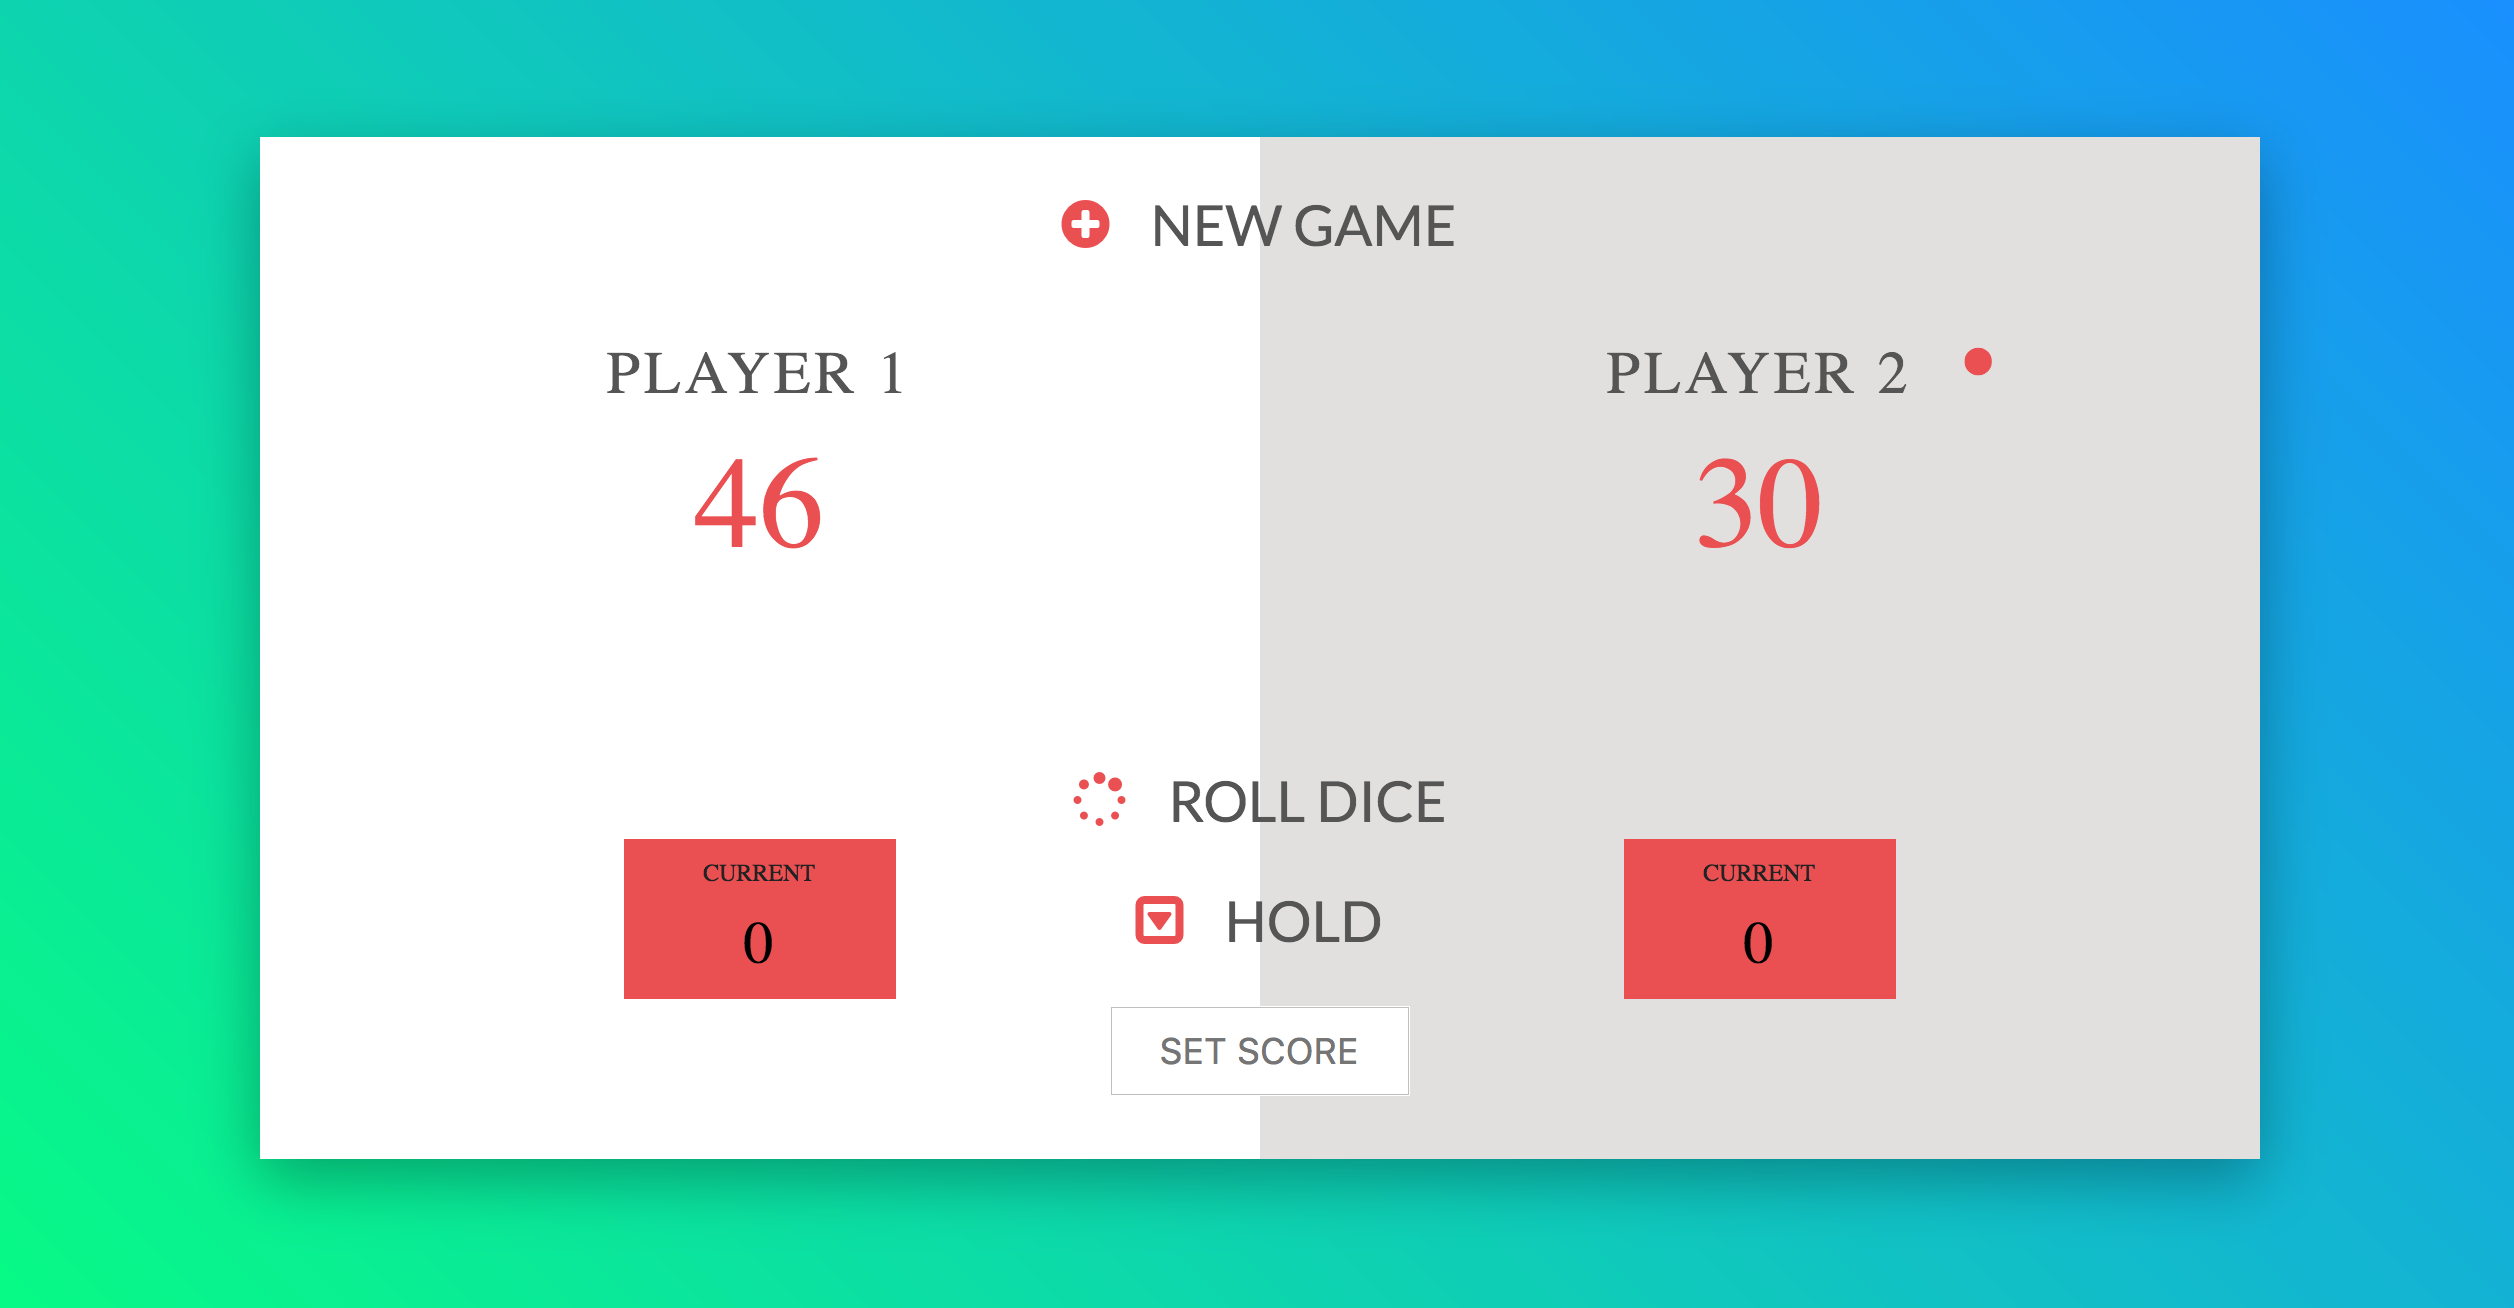 NEW GAME
PLAYER 1
46
PLAYER 2
30
ROLL DICE
HOLD
CURRENT
0
CURRENT
0
SET SCORE